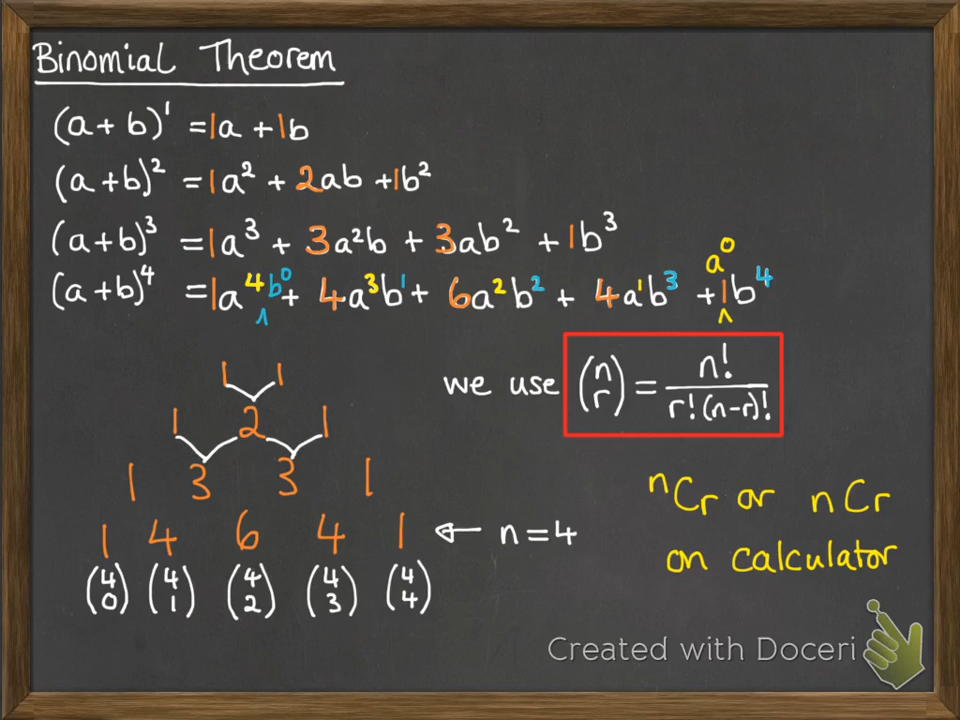 Binomial Theorem
(a+b)¹ = 1a + 1b
(a+b)² = 1a² + 2ab + 1b²
(a+b)³ = 1a³ + 3a²b + 3ab² + 1b³
a⁰
(a+b)⁴ = 1a⁴b⁰ + 4a³b¹ + 6a²b² + 4a¹b³ + 1b⁴
^ ^
1 1
1 2 1
1 3 3 1
1 4 6 4 1 ← n=4
(4 0) (4 1) (4 2) (4 3) (4 4)
we use (n r) = n! / r!(n-r)!
ⁿCr or nCr
on calculator
Created with Doceri